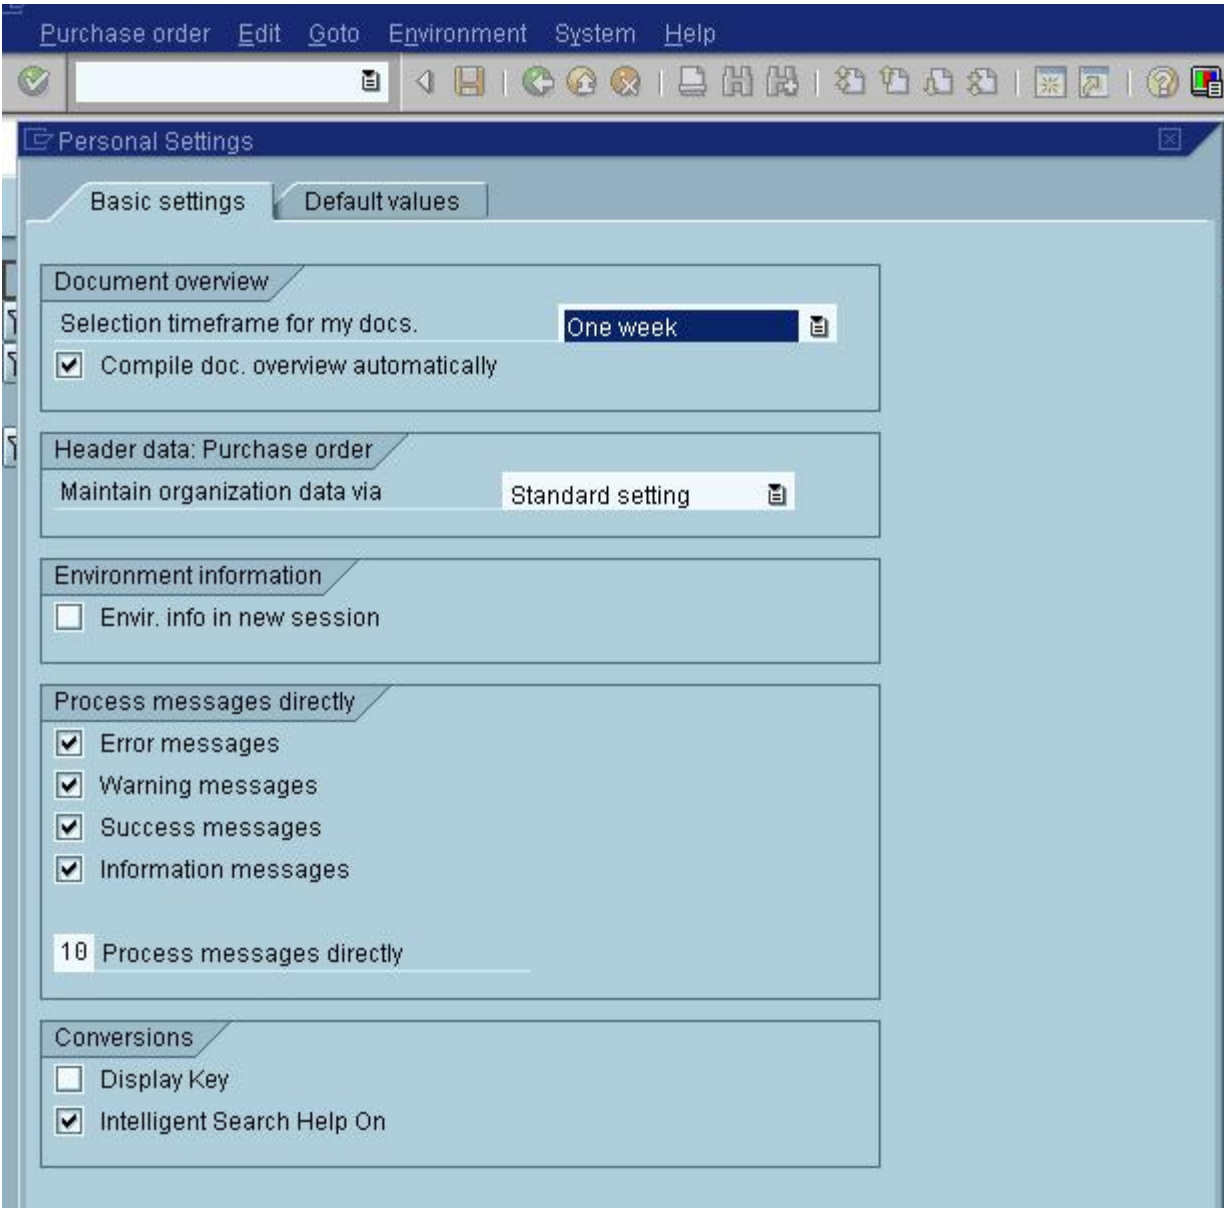 Purchase order Edit Goto Environment System Help
Personal Settings
Basic settings Default values
Document overview
Selection timeframe for my docs. One week
Compile doc. overview automatically
Header data: Purchase order
Maintain organization data via Standard setting
Environment information
Envir. info in new session
Process messages directly
Error messages
Warning messages
Success messages
Information messages
10 Process messages directly
Conversions
Display Key
Intelligent Search Help On